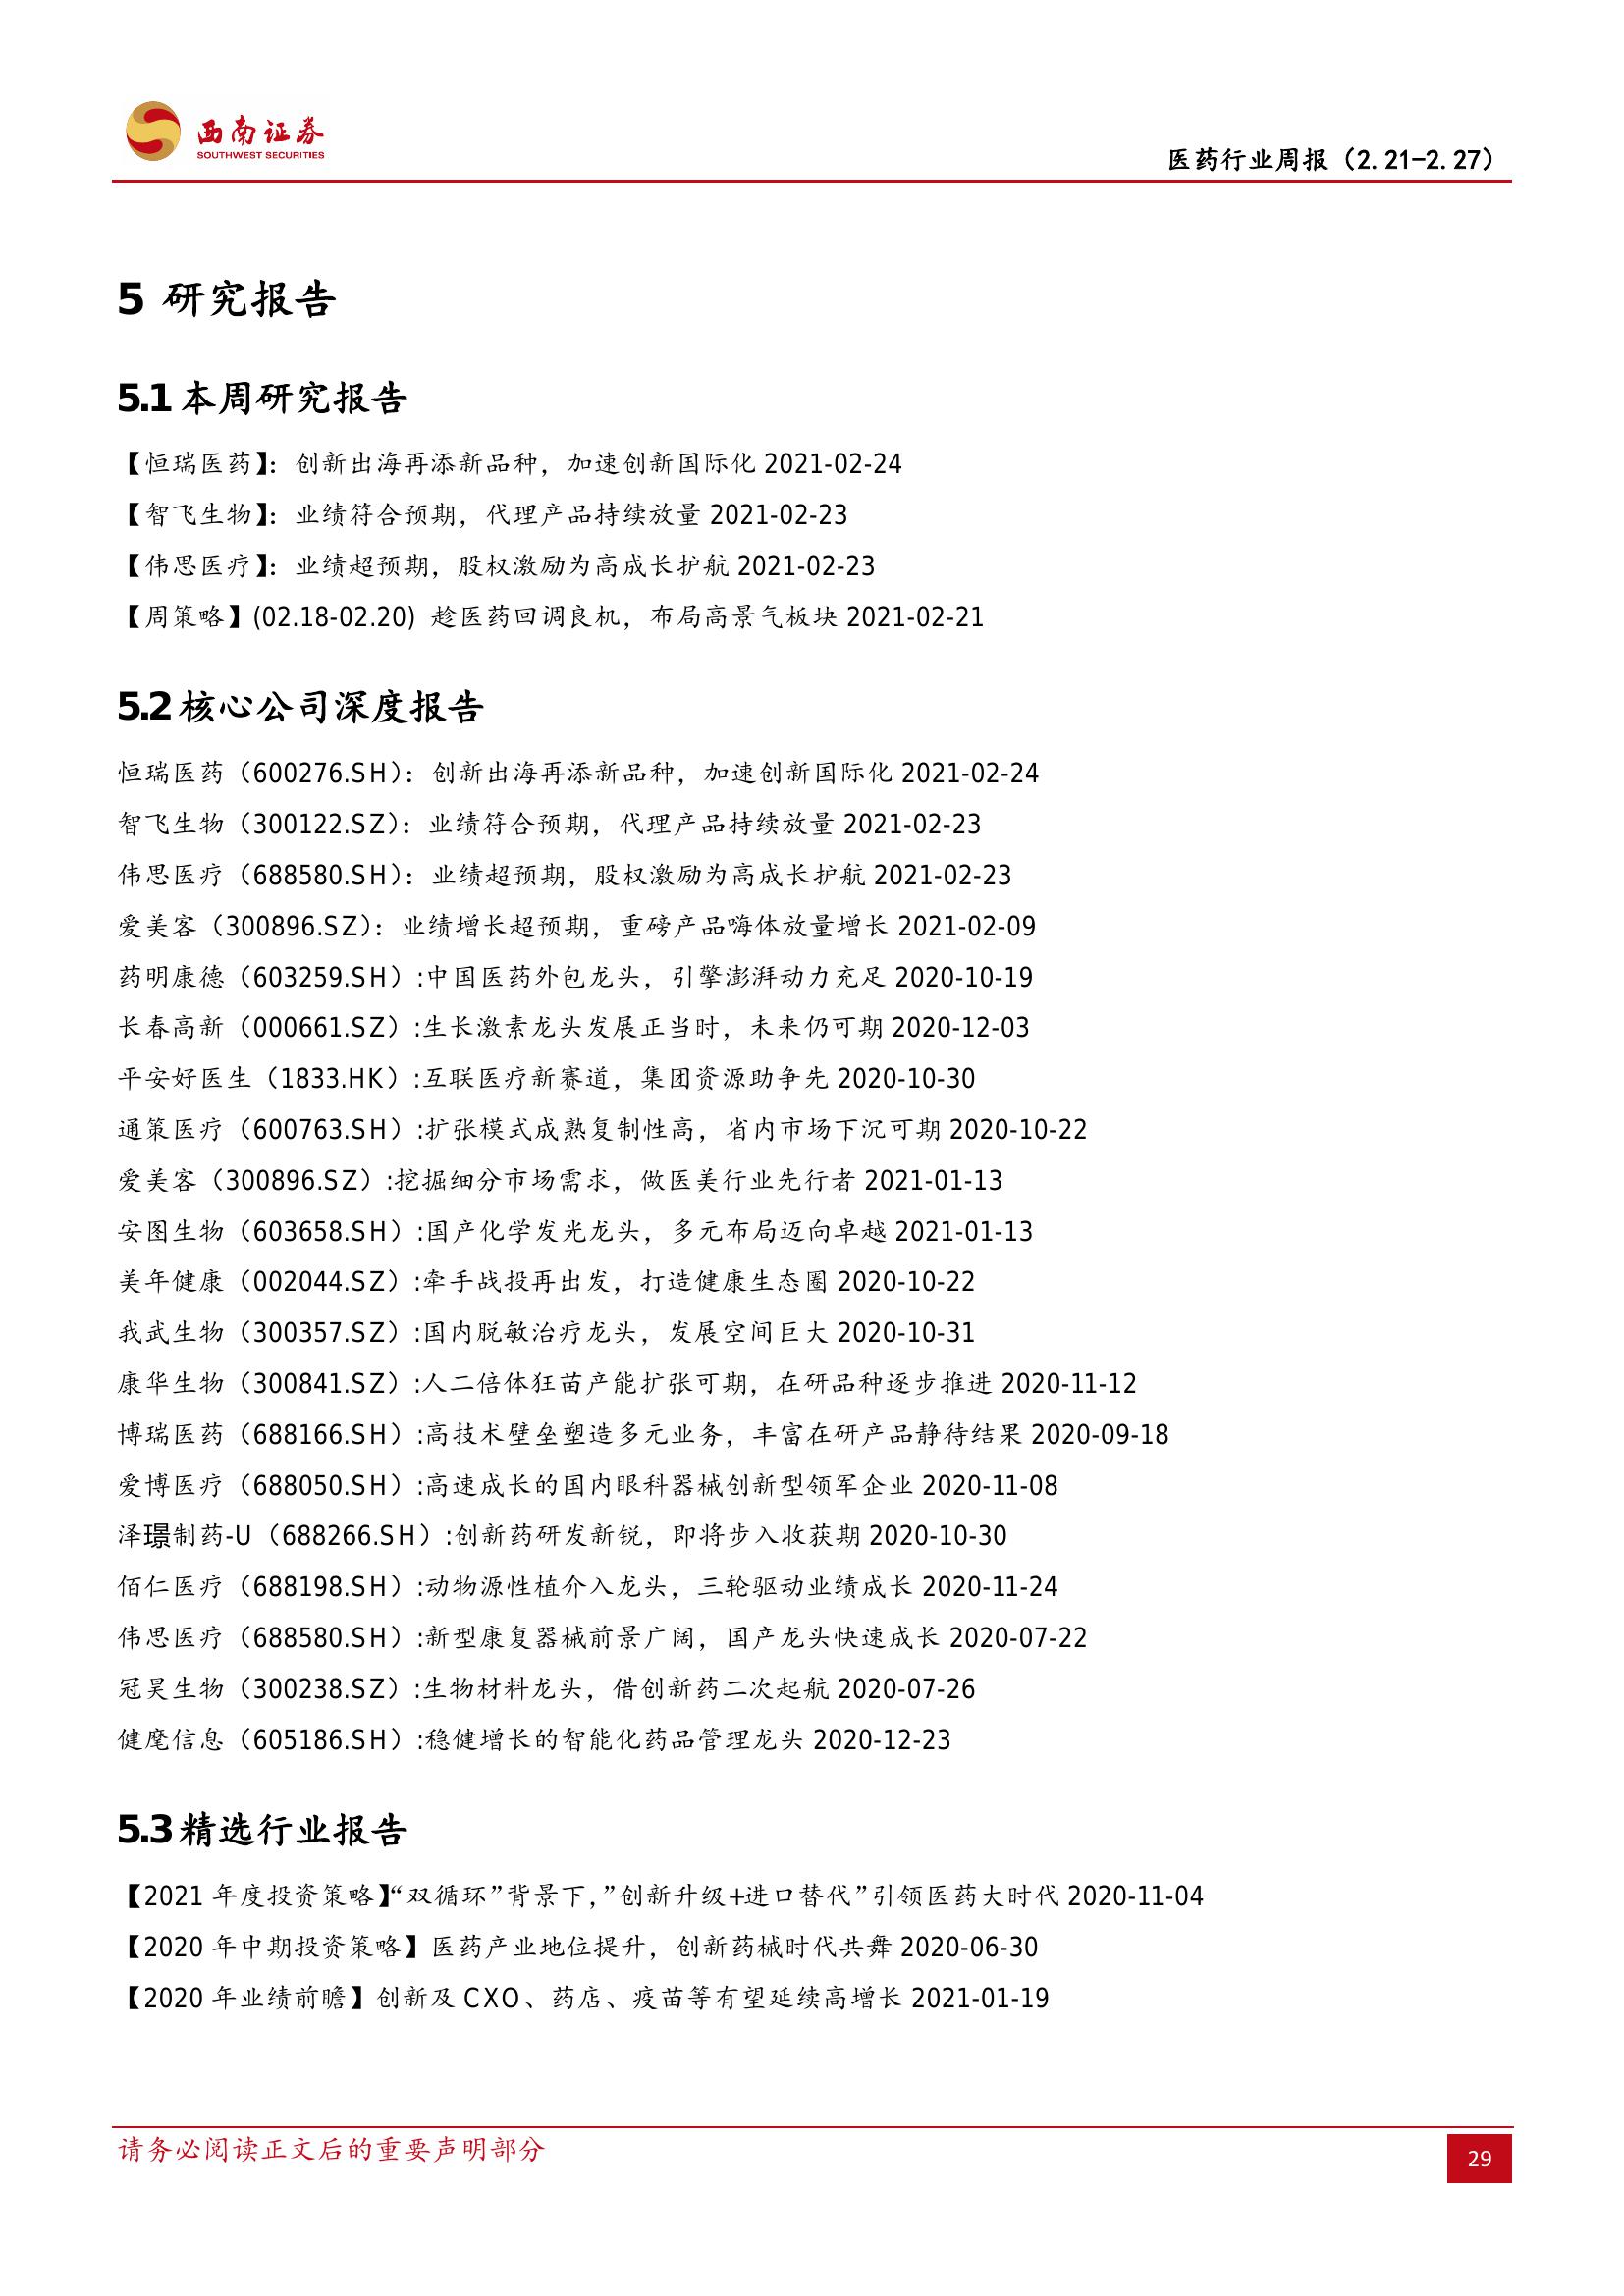 西南证券
SOUTHWEST SECURITIES
医药行业周报（2.21-2.27）
5 研究报告
5.1 本周研究报告
【恒瑞医药】：创新出海再添新品种，加速创新国际化 2021-02-24
【智飞生物】：业绩符合预期，代理产品持续放量 2021-02-23
【伟思医疗】：业绩超预期，股权激励为高成长护航 2021-02-23
【周策略】(02.18-02.20) 趁医药回调良机，布局高景气板块 2021-02-21
5.2 核心公司深度报告
恒瑞医药（600276.SH）：创新出海再添新品种，加速创新国际化 2021-02-24
智飞生物（300122.SZ）：业绩符合预期，代理产品持续放量 2021-02-23
伟思医疗（688580.SH）：业绩超预期，股权激励为高成长护航 2021-02-23
爱美客（300896.SZ）：业绩增长超预期，重磅产品嗨体放量增长 2021-02-09
药明康德（603259.SH）:中国医药外包龙头，引擎澎湃动力充足 2020-10-19
长春高新（000661.SZ）:生长激素龙头发展正当时，未来仍可期 2020-12-03
平安好医生（1833.HK）:互联医疗新赛道，集团资源助争先 2020-10-30
通策医疗（600763.SH）:扩张模式成熟复制性高，省内市场下沉可期 2020-10-22
爱美客（300896.SZ）:挖掘细分市场需求，做医美行业先行者 2021-01-13
安图生物（603658.SH）:国产化学发光龙头，多元布局迈向卓越 2021-01-13
美年健康（002044.SZ）:牵手战投再出发，打造健康生态圈 2020-10-22
我武生物（300357.SZ）:国内脱敏治疗龙头，发展空间巨大 2020-10-31
康华生物（300841.SZ）:人二倍体狂苗产能扩张可期，在研品种逐步推进 2020-11-12
博瑞医药（688166.SH）:高技术壁垒塑造多元业务，丰富在研产品静待结果 2020-09-18
爱博医疗（688050.SH）:高速成长的国内眼科器械创新型领军企业 2020-11-08
泽璟制药-U（688266.SH）:创新药研发新锐，即将步入收获期 2020-10-30
佰仁医疗（688198.SH）:动物源性植介入龙头，三轮驱动业绩成长 2020-11-24
伟思医疗（688580.SH）:新型康复器械前景广阔，国产龙头快速成长 2020-07-22
冠昊生物（300238.SZ）:生物材料龙头，借创新药二次起航 2020-07-26
健麾信息（605186.SH）:稳健增长的智能化药品管理龙头 2020-12-23
5.3 精选行业报告
【2021 年度投资策略】“双循环”背景下，”创新升级+进口替代”引领医药大时代 2020-11-04
【2020 年中期投资策略】医药产业地位提升，创新药械时代共舞 2020-06-30
【2020 年业绩前瞻】创新及 CXO、药店、疫苗等有望延续高增长 2021-01-19
请务必阅读正文后的重要声明部分
29